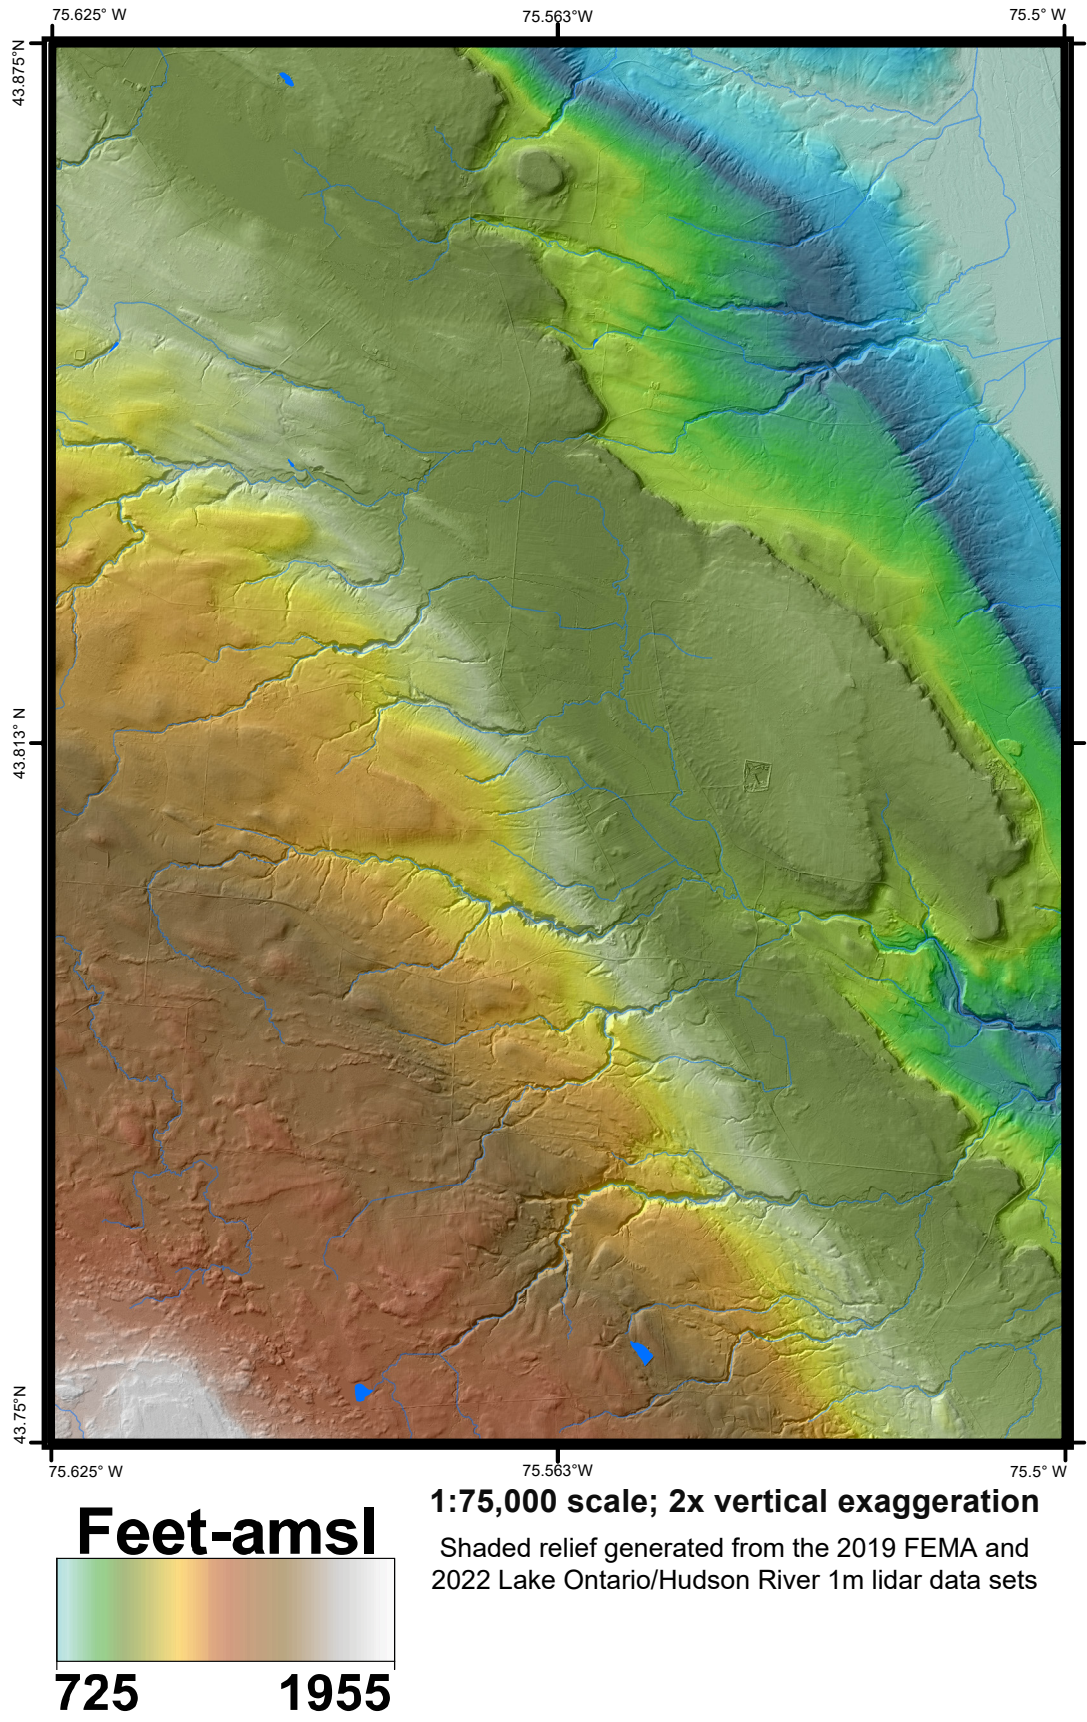 75.625° W
75.563°W
75.5° W
43.875°N
43.813° N
43.75°N
75.625° W
75.563°W
75.5° W
1:75,000 scale; 2x vertical exaggeration
Shaded relief generated from the 2019 FEMA and
2022 Lake Ontario/Hudson River 1m lidar data sets
Feet-amsl
725
1955